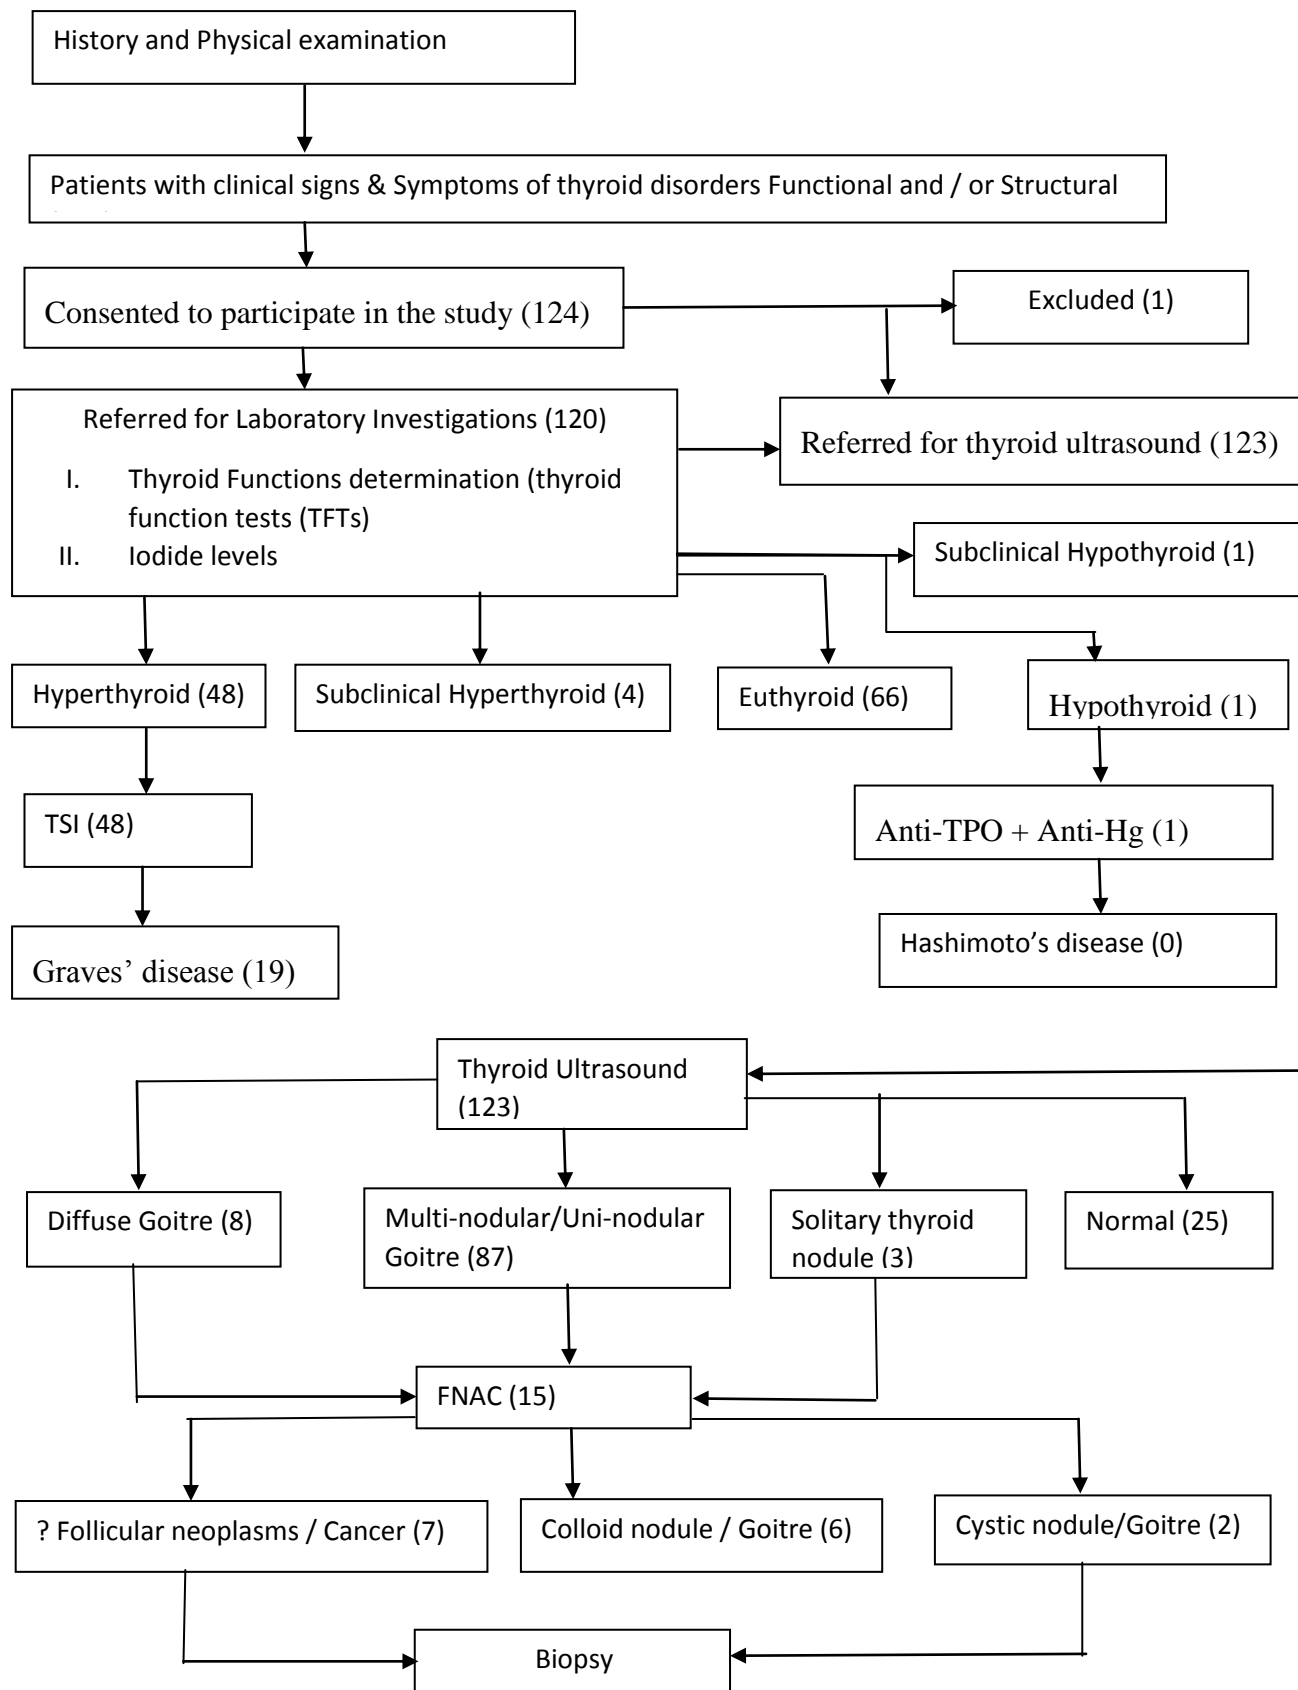 History and Physical examination
Patients with clinical signs & Symptoms of thyroid disorders Functional and / or Structural
Consented to participate in the study (124)
Excluded (1)
Referred for Laboratory Investigations (120)
I. Thyroid Functions determination (thyroid
function tests (TFTs)
II. Iodide levels
Referred for thyroid ultrasound (123)
Subclinical Hypothyroid (1)
Hyperthyroid (48)
Subclinical Hyperthyroid (4)
Euthyroid (66)
Hypothyroid (1)
TSI (48)
Anti-TPO + Anti-Hg (1)
Graves’ disease (19)
Hashimoto’s disease (0)
Thyroid Ultrasound
(123)
Diffuse Goitre (8)
Multi-nodular/Uni-nodular
Goitre (87)
Solitary thyroid
nodule (3)
Normal (25)
FNAC (15)
? Follicular neoplasms / Cancer (7)
Colloid nodule / Goitre (6)
Cystic nodule/Goitre (2)
Biopsy